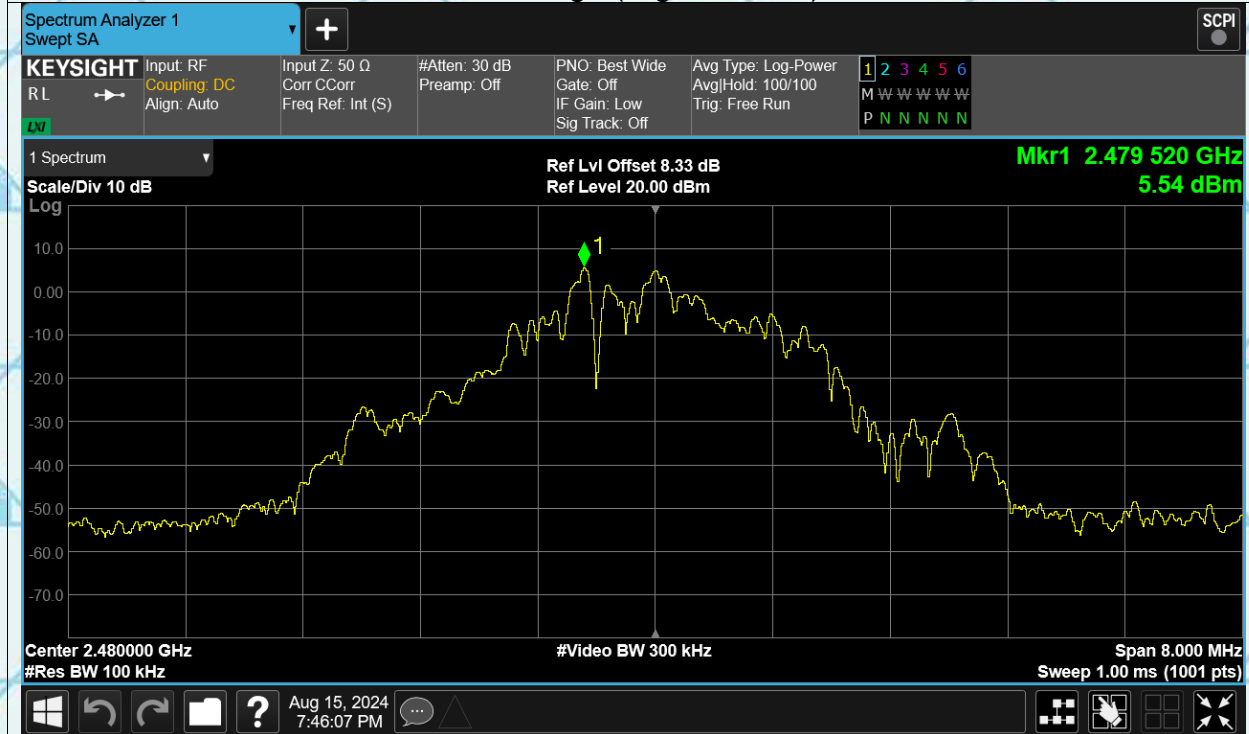 Spectrum Analyzer 1
Swept SA
+
SCPI
KEYSIGHT
R L
LXI
Input: RF
Coupling: DC
Align: Auto
Input Z: 50 Ω
Corr CCorr
Freq Ref: Int (S)
#Atten: 30 dB
Preamp: Off
PNO: Best Wide
Gate: Off
IF Gain: Low
Sig Track: Off
Avg Type: Log-Power
Avg|Hold: 100/100
Trig: Free Run
1 2 3 4 5 6
M W W W W W
P N N N N N
1 Spectrum
Scale/Div 10 dB
Log
Ref Lvl Offset 8.33 dB
Ref Level 20.00 dBm
Mkr1 2.479 520 GHz
5.54 dBm
1
10.0
0.00
-10.0
-20.0
-30.0
-40.0
-50.0
-60.0
-70.0
Center 2.480000 GHz
#Res BW 100 kHz
#Video BW 300 kHz
Span 8.000 MHz
Sweep 1.00 ms (1001 pts)
?
Aug 15, 2024
7:46:07 PM